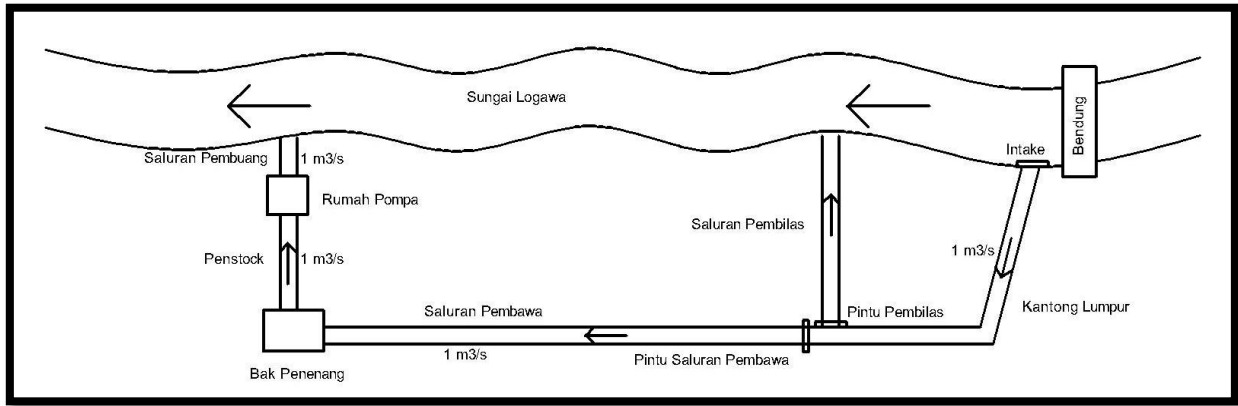 Sungai Logawa
Bendung
Intake
Saluran Pembuang
1 m3/s
Rumah Pompa
Saluran Pembilas
Penstock
1 m3/s
1 m3/s
Kantong Lumpur
Saluran Pembawa
Pintu Pembilas
1 m3/s
Pintu Saluran Pembawa
Bak Penenang